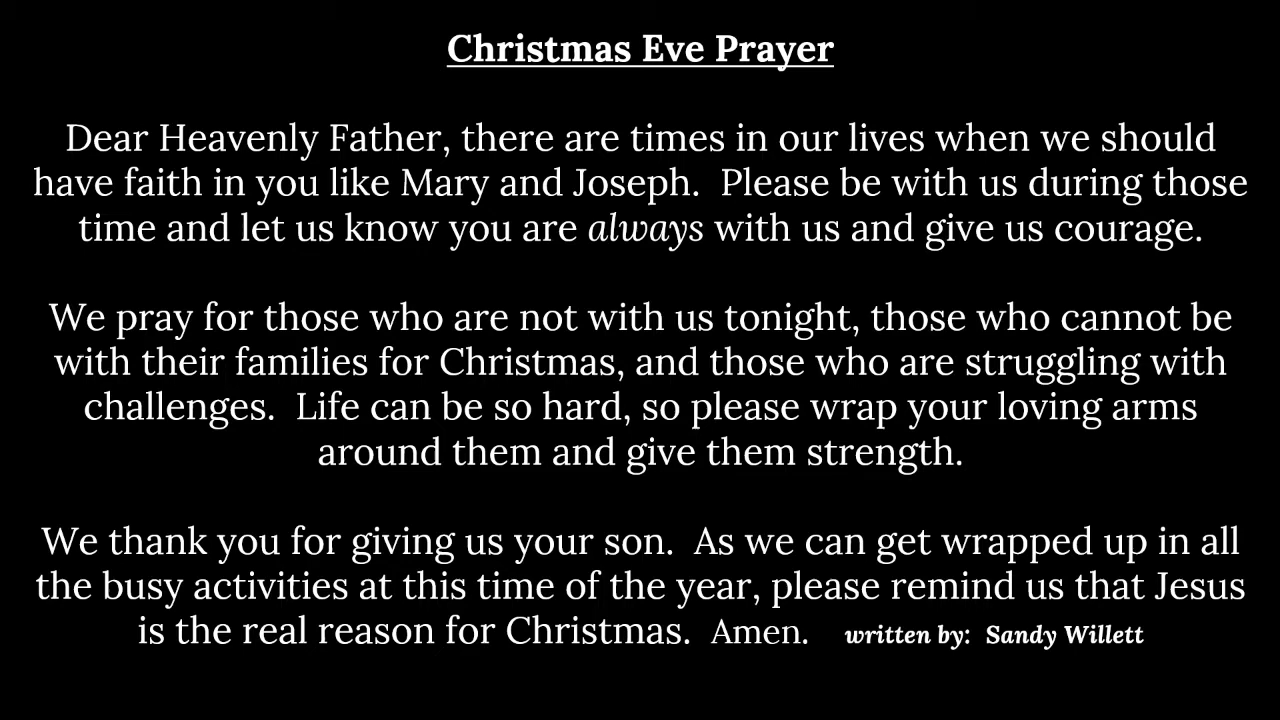 Christmas Eve Prayer
Dear Heavenly Father, there are times in our lives when we should
have faith in you like Mary and Joseph.  Please be with us during those
time and let us know you are always with us and give us courage.
We pray for those who are not with us tonight, those who cannot be
with their families for Christmas, and those who are struggling with
challenges.  Life can be so hard, so please wrap your loving arms
around them and give them strength.
We thank you for giving us your son.  As we can get wrapped up in all
the busy activities at this time of the year, please remind us that Jesus
is the real reason for Christmas.  Amen.    written by:  Sandy Willett